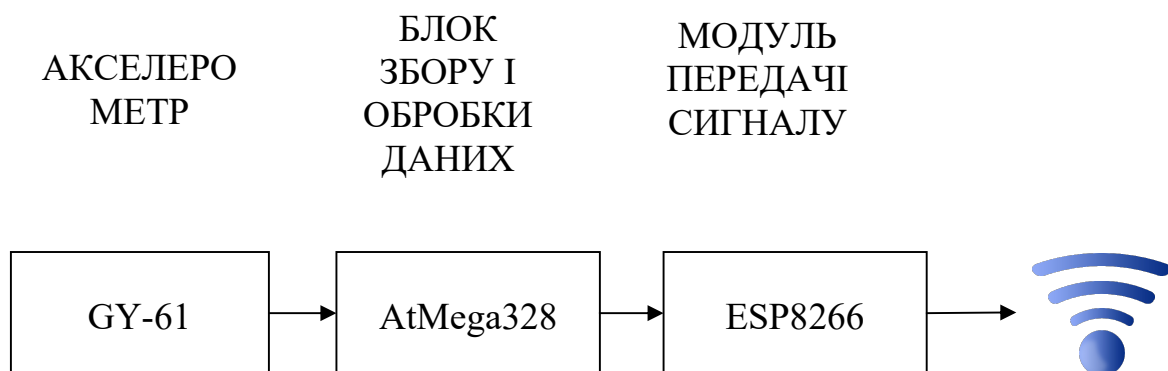 АКСЕЛЕРО
МЕТР
БЛОК
ЗБОРУ І
ОБРОБКИ
ДАНИХ
МОДУЛЬ
ПЕРЕДАЧІ
СИГНАЛУ
GY-61
AtMega328
ESP8266